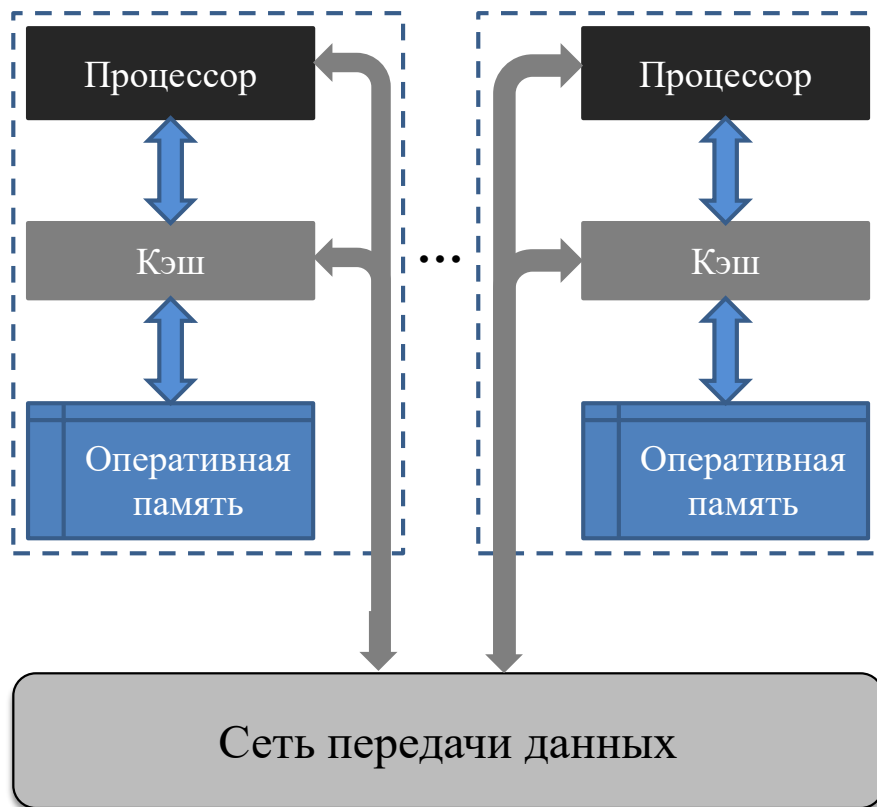 Процессор
Кэш
Оперативная
память
...
Процессор
Кэш
Оперативная
память
Сеть передачи данных